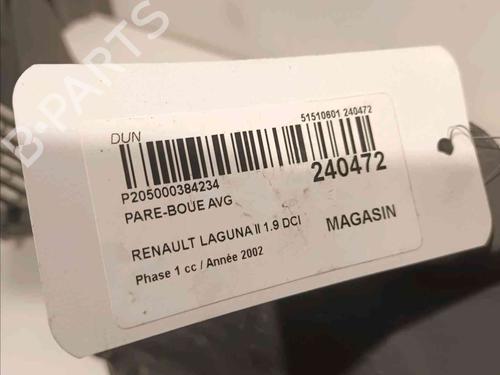 B-PARTS
DUN
51510601 240472
P205000384234
240472
PARE-BOUE AVG
RENAULT LAGUNA II 1.9 DCI
MAGASIN
Phase 1 cc / Année 2002